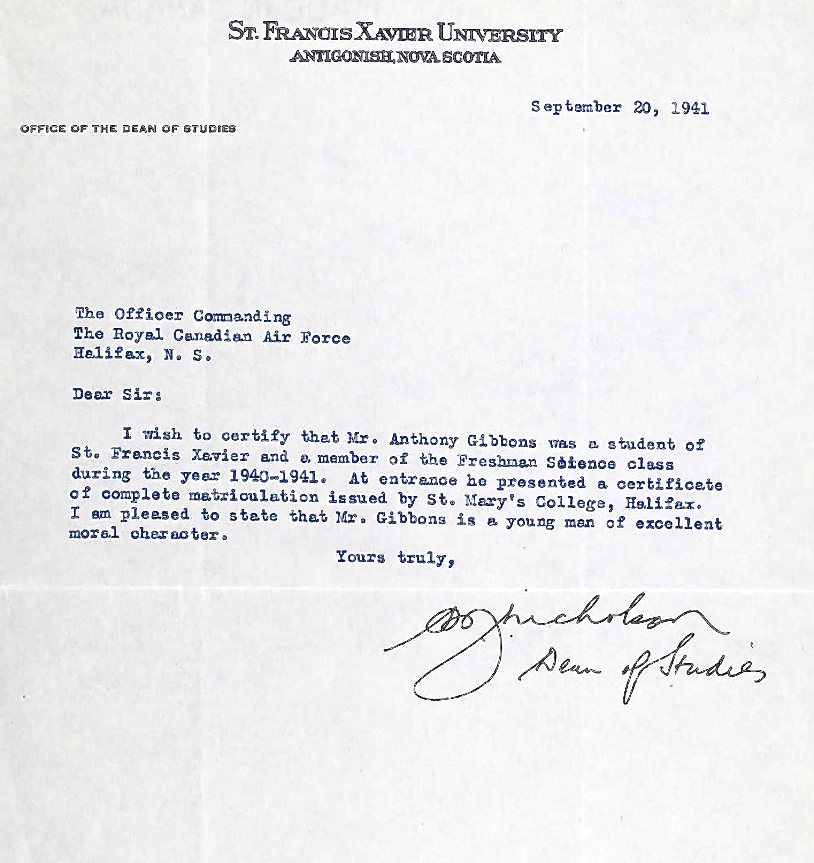 ST. FRANCIS XAVIER UNIVERSITY
ANTIGONISH, NOVA SCOTIA
September 20, 1941
OFFICE OF THE DEAN OF STUDIES
The Officer Commanding
The Royal Canadian Air Force
Halifax, N. S.
Dear Sir:
I wish to certify that Mr. Anthony Gibbons was a student of
St. Francis Xavier and a member of the Freshman Science class
during the year 1940-1941. At entrance he presented a certificate
of complete matriculation issued by St. Mary's College, Halifax.
I am pleased to state that Mr. Gibbons is a young man of excellent
moral character.
Yours truly,
Nicholson
Dean of Studies